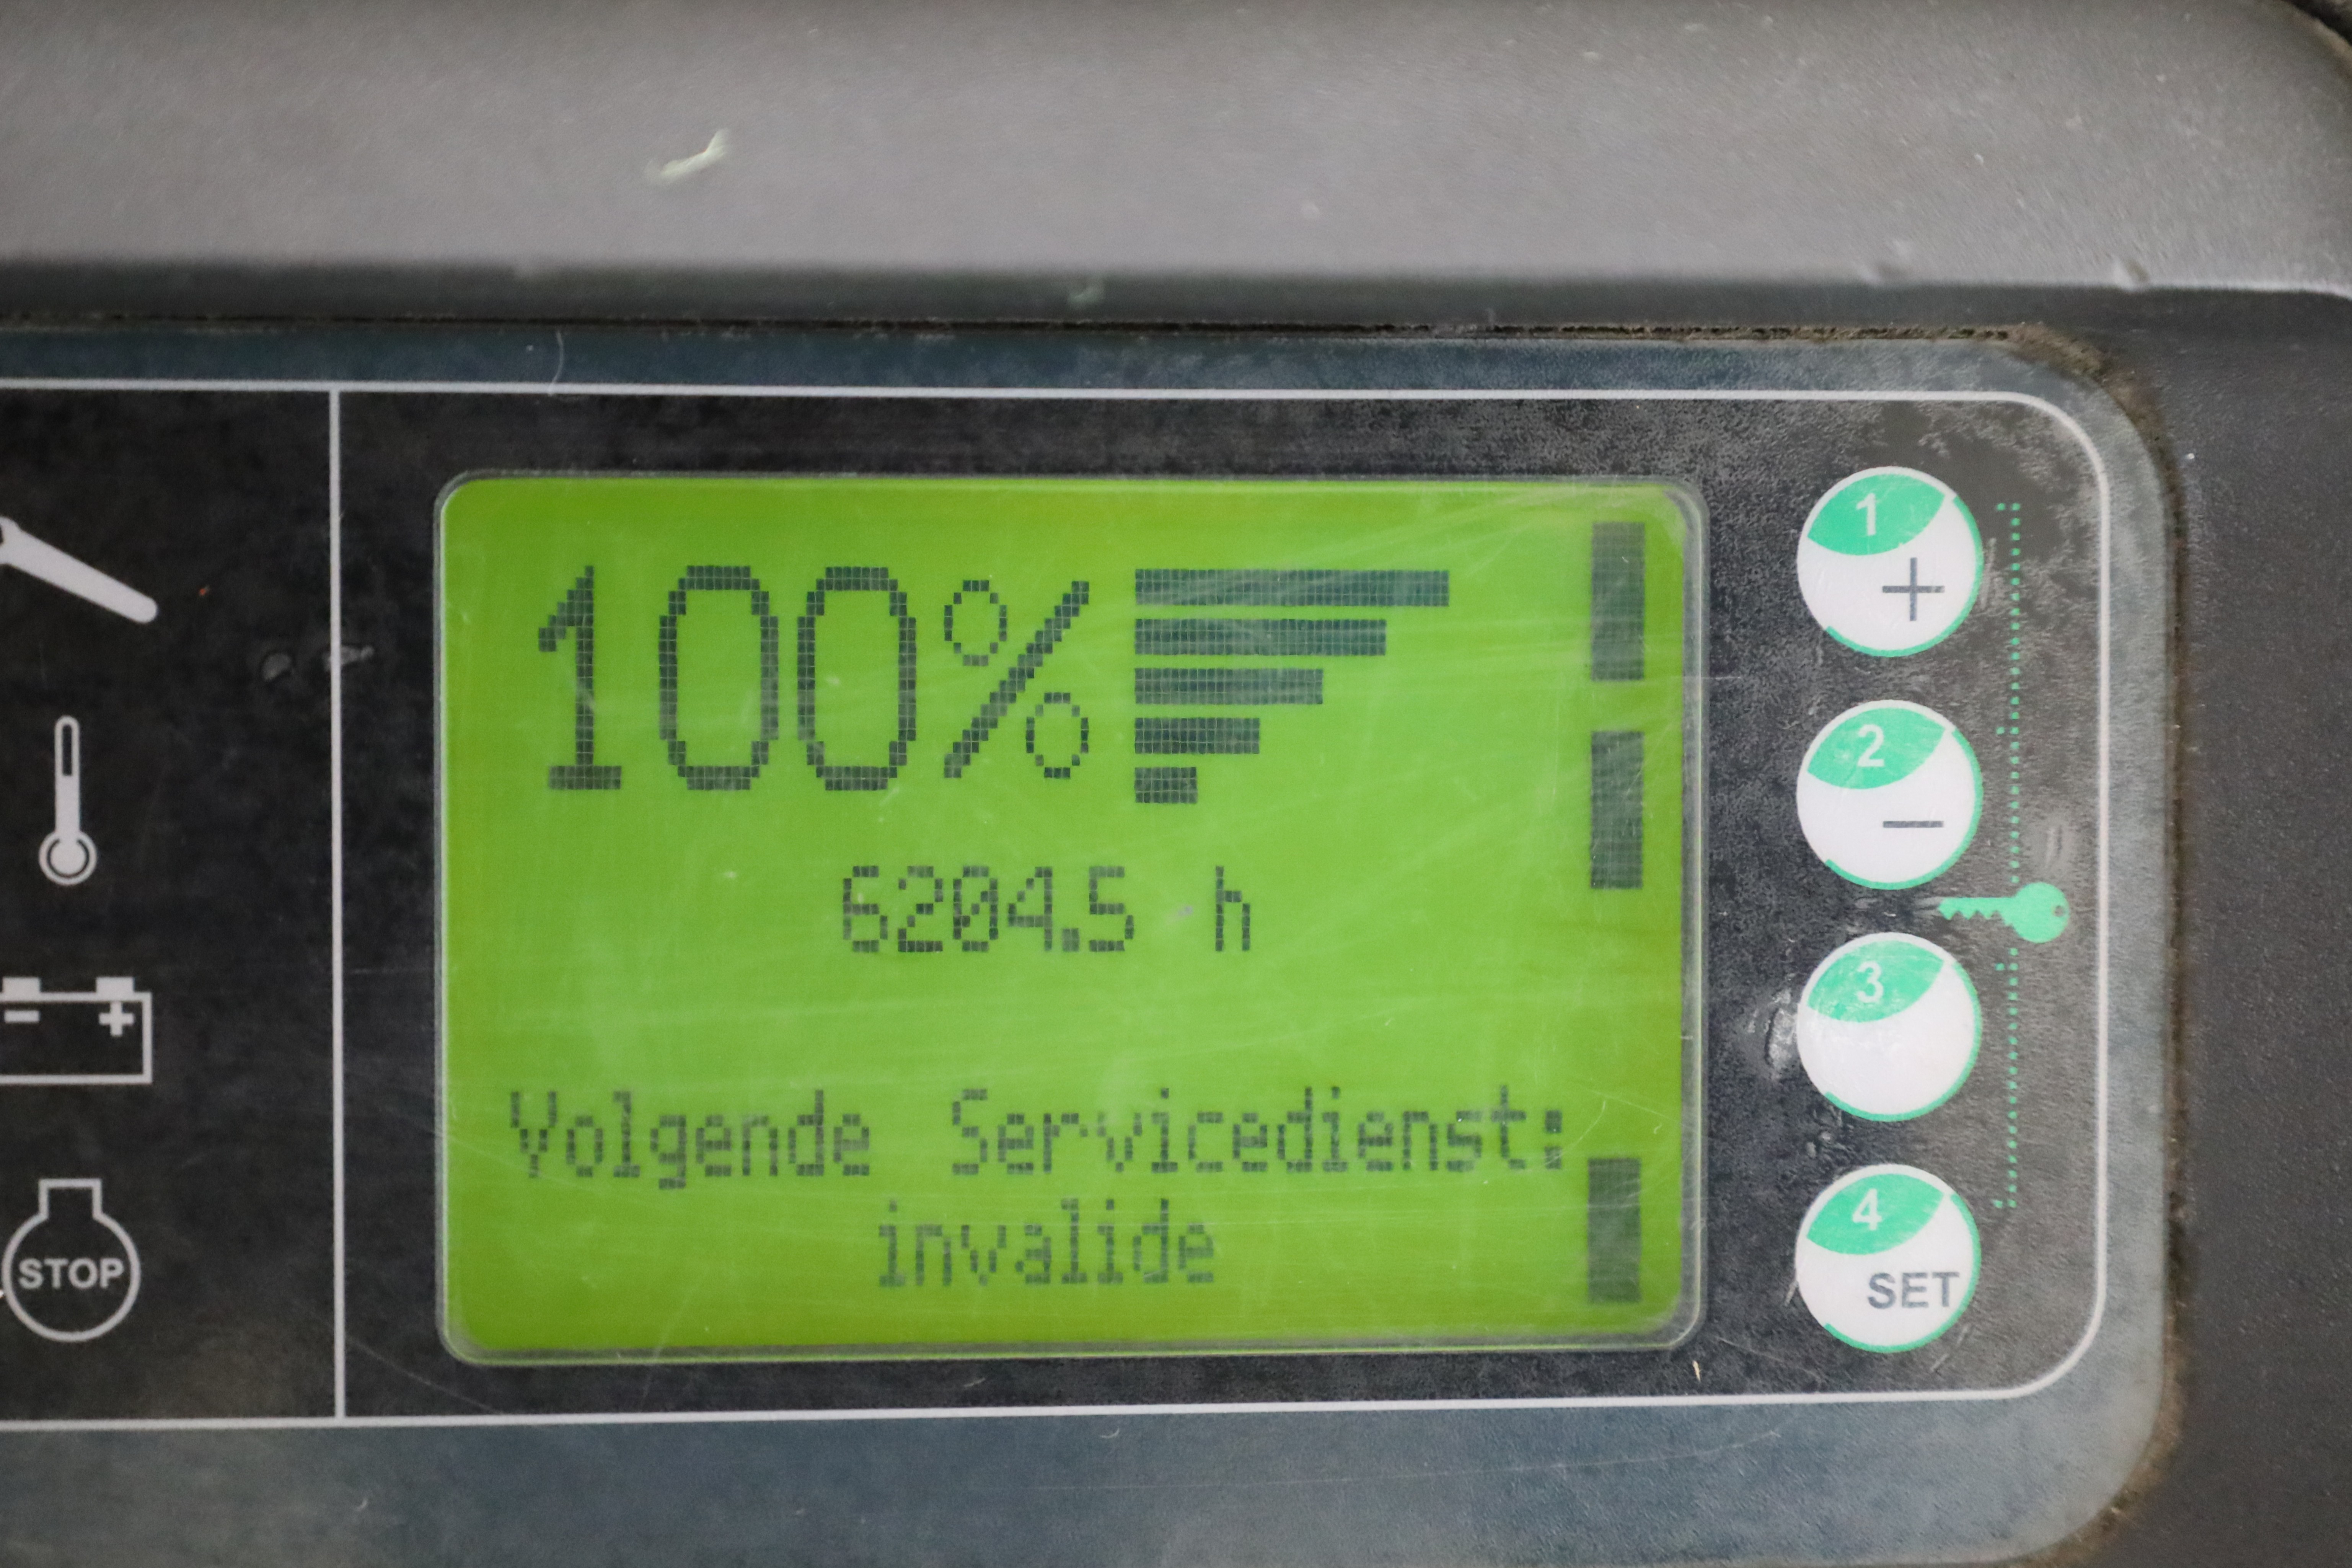 100%
6204.5 h
Volgende Servicedienst:
invalide
1
+
2
−
3
4
SET
- +
STOP